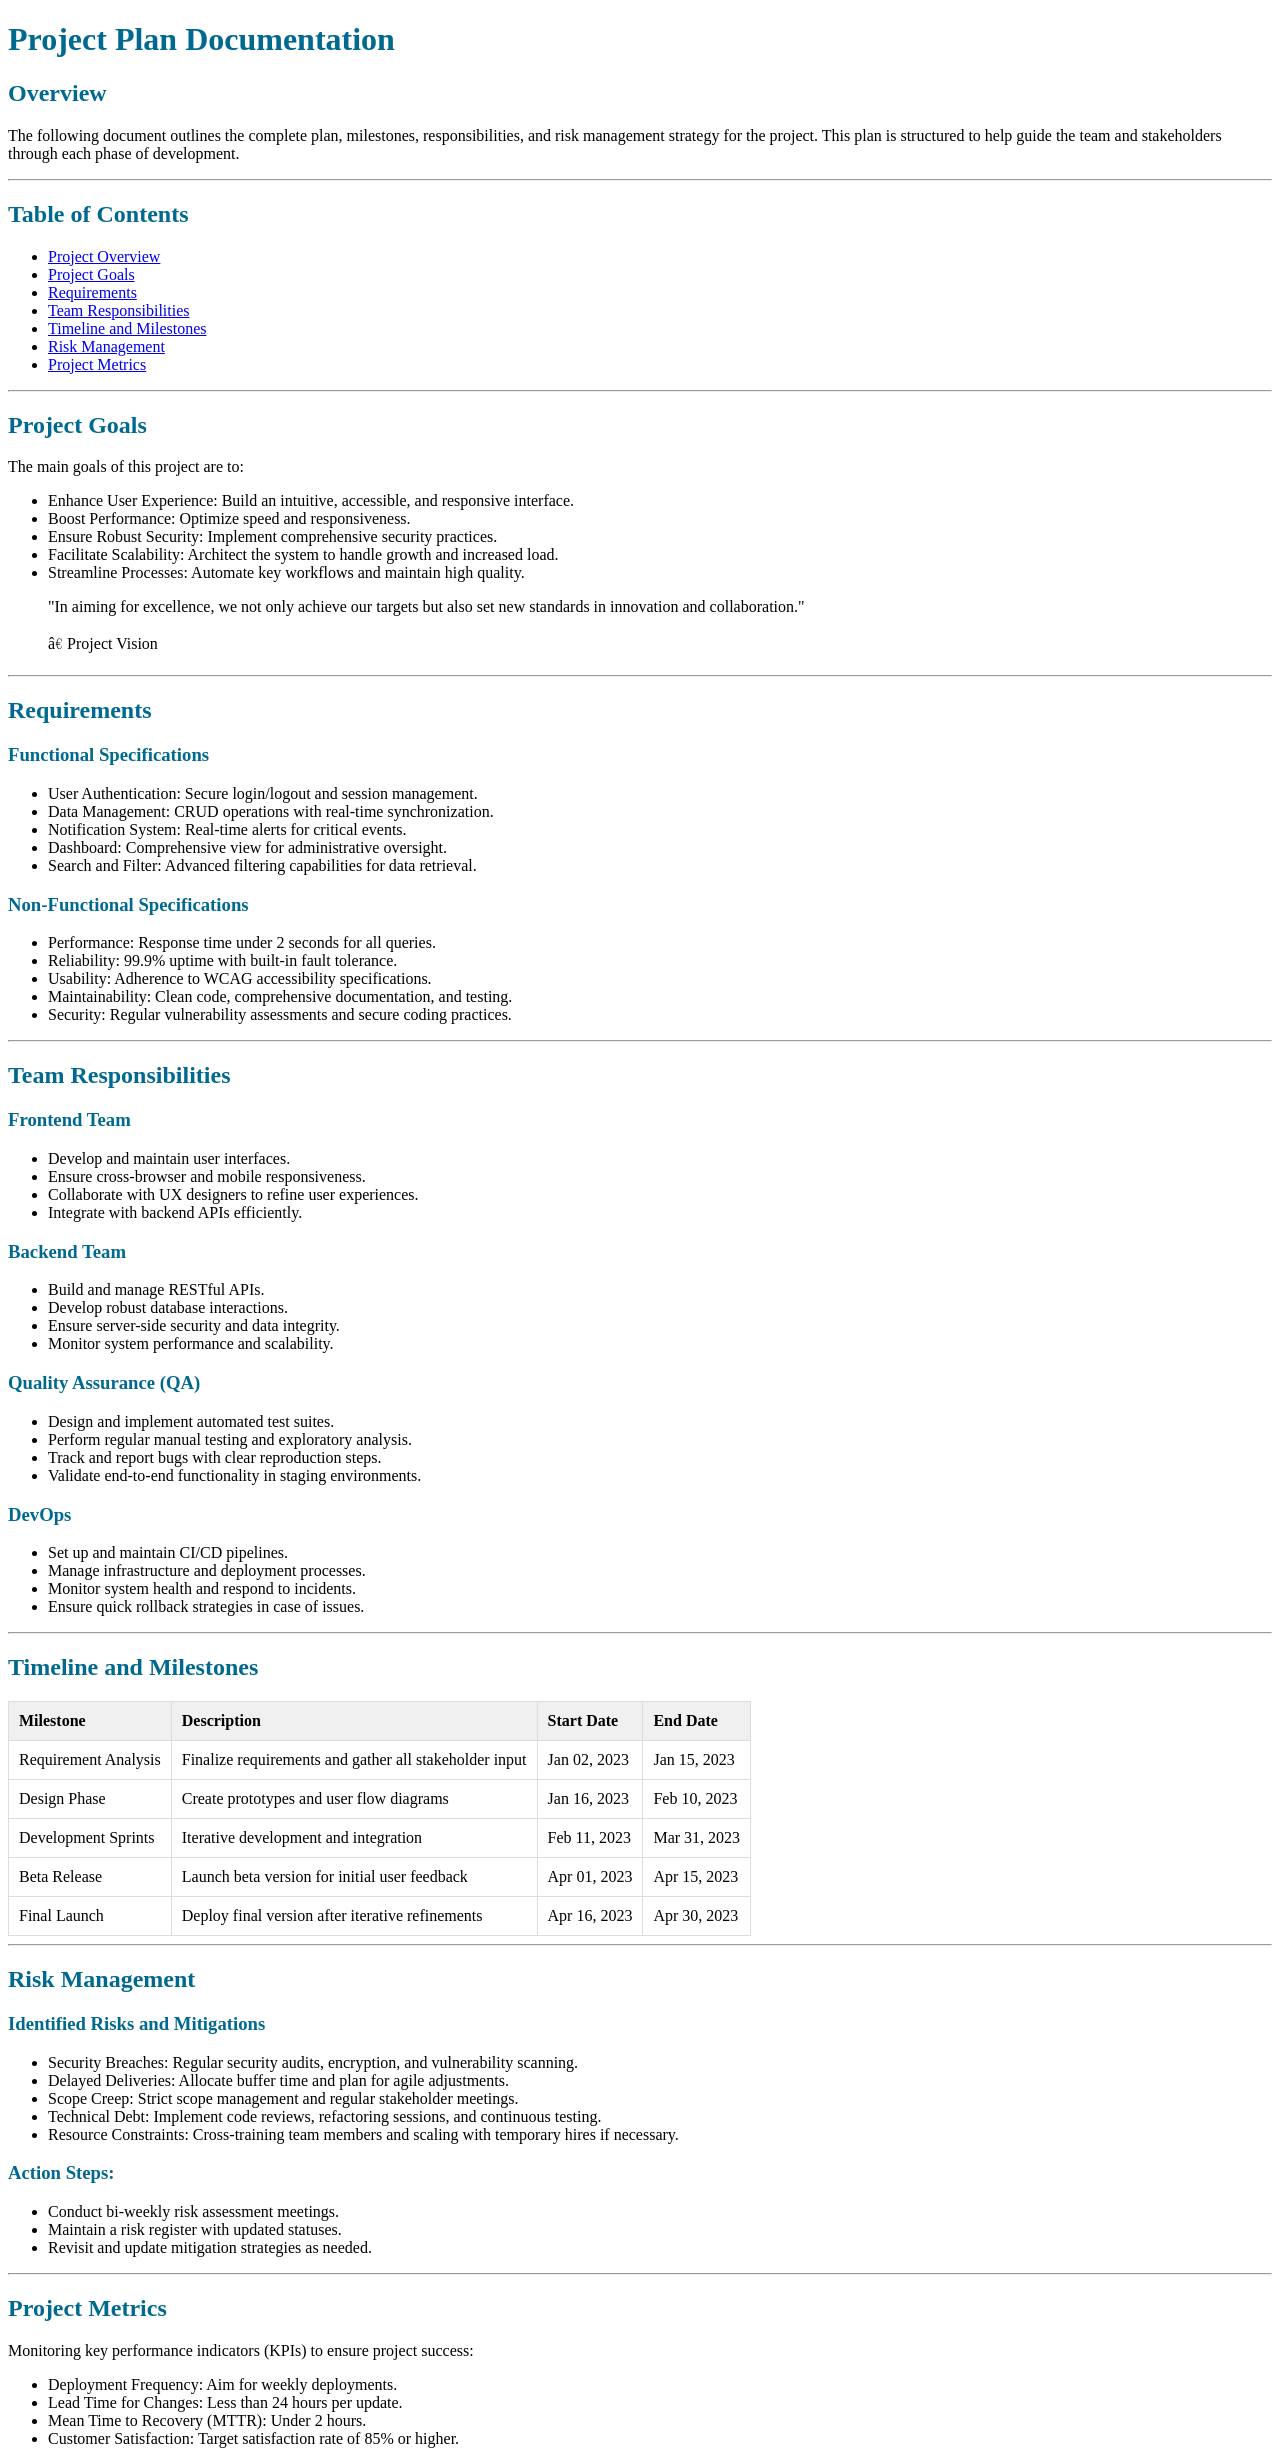 Project Plan Documentation
Overview
The following document outlines the complete plan, milestones, responsibilities, and risk management strategy for the project. This plan is structured to help guide the team and stakeholders
through each phase of development.
Table of Contents
Project Overview
Project Goals
Requirements
Team Responsibilities
Timeline and Milestones
Risk Management
Project Metrics
Project Goals
The main goals of this project are to:
Enhance User Experience: Build an intuitive, accessible, and responsive interface.
Boost Performance: Optimize speed and responsiveness.
Ensure Robust Security: Implement comprehensive security practices.
Facilitate Scalability: Architect the system to handle growth and increased load.
Streamline Processes: Automate key workflows and maintain high quality.
"In aiming for excellence, we not only achieve our targets but also set new standards in innovation and collaboration."
â€ Project Vision
Requirements
Functional Specifications
User Authentication: Secure login/logout and session management.
Data Management: CRUD operations with real-time synchronization.
Notification System: Real-time alerts for critical events.
Dashboard: Comprehensive view for administrative oversight.
Search and Filter: Advanced filtering capabilities for data retrieval.
Non-Functional Specifications
Performance: Response time under 2 seconds for all queries.
Reliability: 99.9% uptime with built-in fault tolerance.
Usability: Adherence to WCAG accessibility specifications.
Maintainability: Clean code, comprehensive documentation, and testing.
Security: Regular vulnerability assessments and secure coding practices.
Team Responsibilities
Frontend Team
Develop and maintain user interfaces.
Ensure cross-browser and mobile responsiveness.
Collaborate with UX designers to refine user experiences.
Integrate with backend APIs efficiently.
Backend Team
Build and manage RESTful APIs.
Develop robust database interactions.
Ensure server-side security and data integrity.
Monitor system performance and scalability.
Quality Assurance (QA)
Design and implement automated test suites.
Perform regular manual testing and exploratory analysis.
Track and report bugs with clear reproduction steps.
Validate end-to-end functionality in staging environments.
DevOps
Set up and maintain CI/CD pipelines.
Manage infrastructure and deployment processes.
Monitor system health and respond to incidents.
Ensure quick rollback strategies in case of issues.
Timeline and Milestones
Milestone Description Start Date End Date
Requirement Analysis Finalize requirements and gather all stakeholder input Jan 02, 2023 Jan 15, 2023
Design Phase Create prototypes and user flow diagrams Jan 16, 2023 Feb 10, 2023
Development Sprints Iterative development and integration Feb 11, 2023 Mar 31, 2023
Beta Release Launch beta version for initial user feedback Apr 01, 2023 Apr 15, 2023
Final Launch Deploy final version after iterative refinements Apr 16, 2023 Apr 30, 2023
Risk Management
Identified Risks and Mitigations
Security Breaches: Regular security audits, encryption, and vulnerability scanning.
Delayed Deliveries: Allocate buffer time and plan for agile adjustments.
Scope Creep: Strict scope management and regular stakeholder meetings.
Technical Debt: Implement code reviews, refactoring sessions, and continuous testing.
Resource Constraints: Cross-training team members and scaling with temporary hires if necessary.
Action Steps:
Conduct bi-weekly risk assessment meetings.
Maintain a risk register with updated statuses.
Revisit and update mitigation strategies as needed.
Project Metrics
Monitoring key performance indicators (KPIs) to ensure project success:
Deployment Frequency: Aim for weekly deployments.
Lead Time for Changes: Less than 24 hours per update.
Mean Time to Recovery (MTTR): Under 2 hours.
Customer Satisfaction: Target satisfaction rate of 85% or higher.